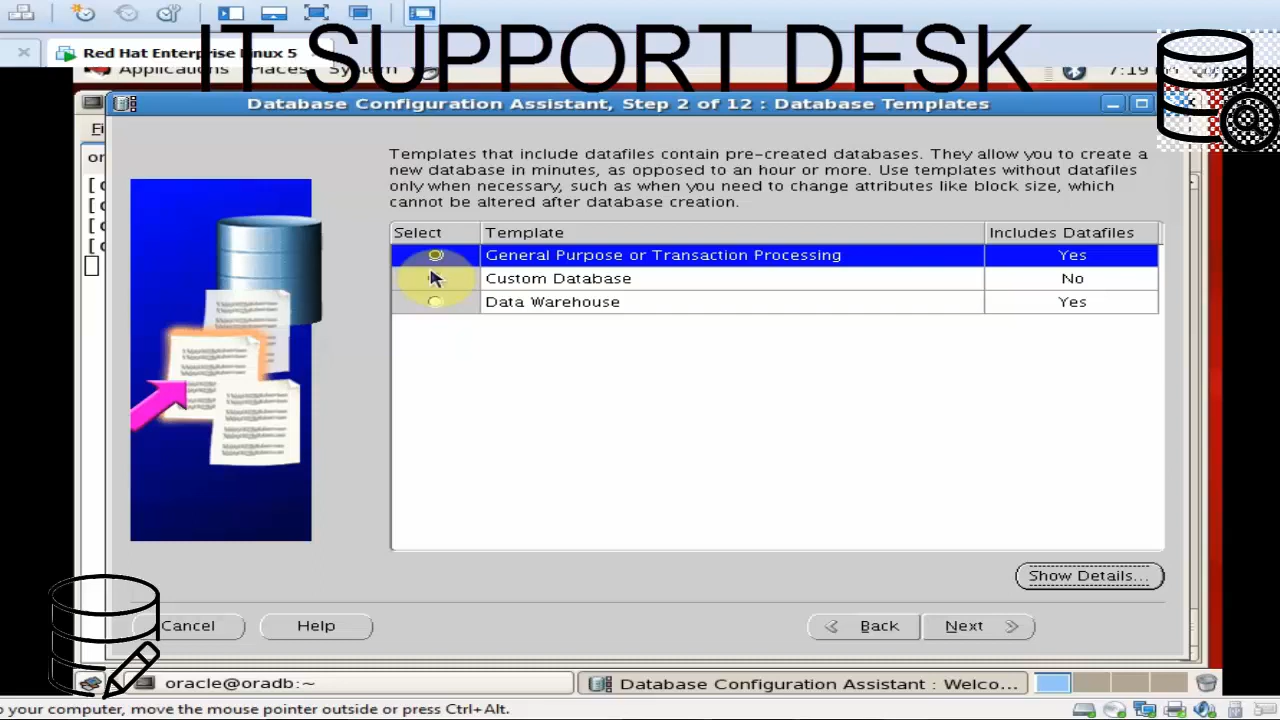 IT SUPPORT DESK
Red Hat Enterprise Linux 5
Applications Places System
Database Configuration Assistant, Step 2 of 12 : Database Templates
Templates that include datafiles contain pre-created databases. They allow you to create a
new database in minutes, as opposed to an hour or more. Use templates without datafiles
only when necessary, such as when you need to change attributes like block size, which
cannot be altered after database creation.
Select Template Includes Datafiles
General Purpose or Transaction Processing Yes
Custom Database No
Data Warehouse Yes
Show Details...
Cancel Help Back Next
oracle@oradb:~ Database Configuration Assistant : Welco...
your computer, move the mouse pointer outside or press Ctrl+Alt.